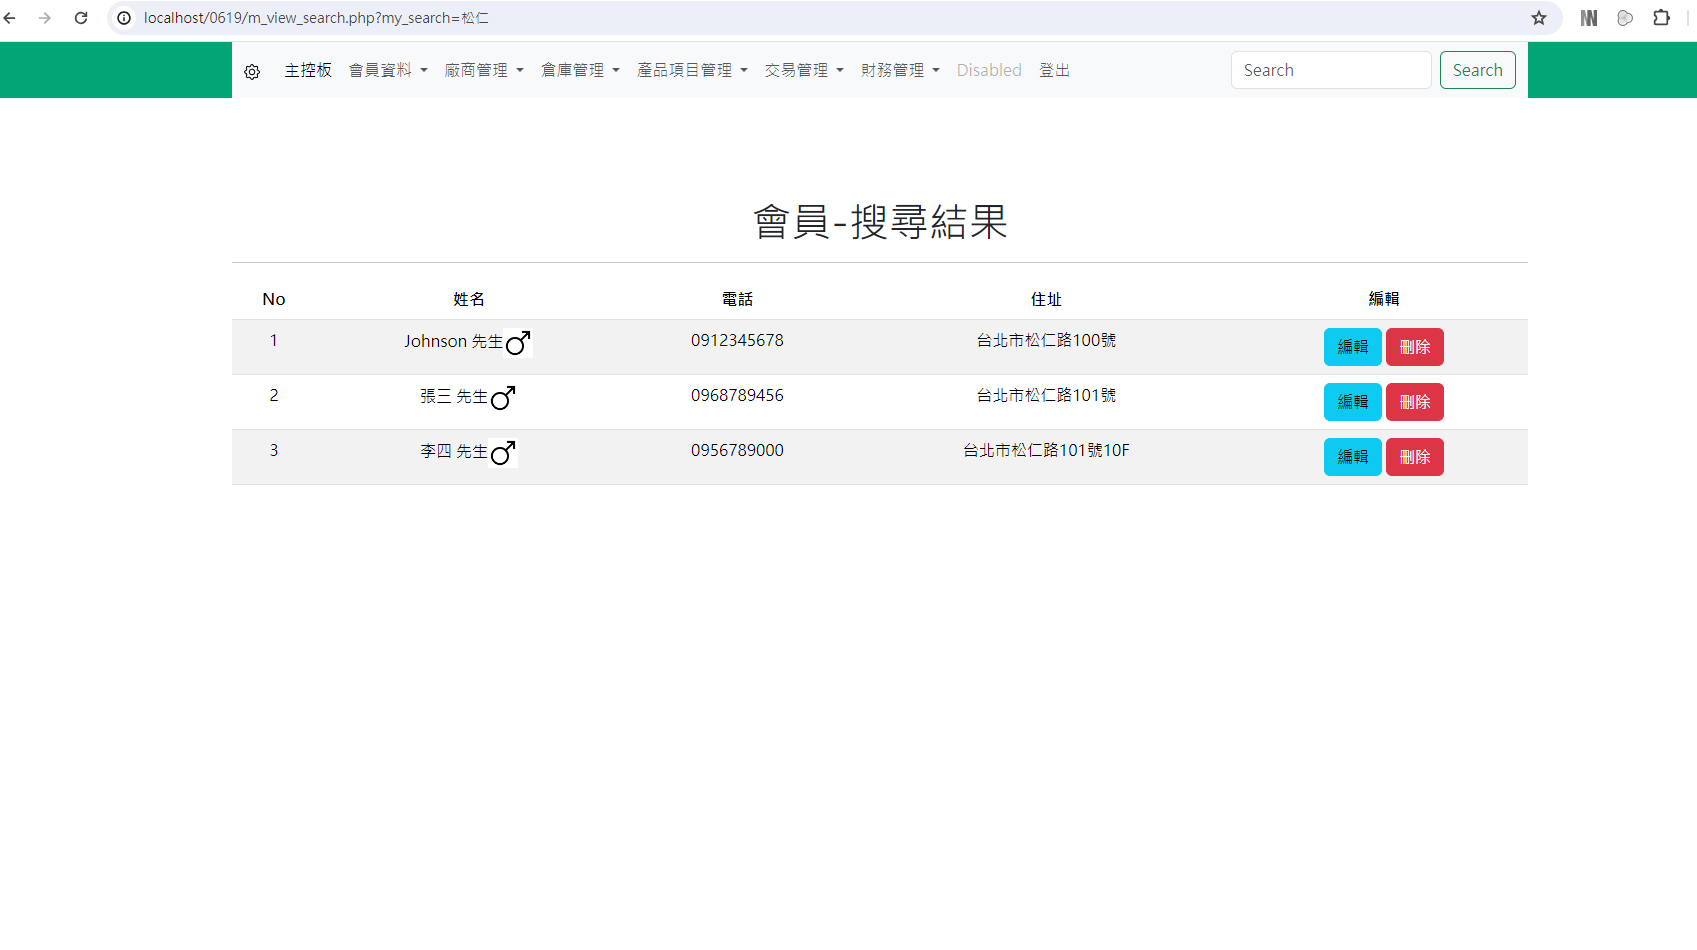 localhost/0619/m_view_search.php?my_search=松仁
主控板 會員資料 廠商管理 倉庫管理 產品項目管理 交易管理 財務管理 Disabled 登出 Search Search
會員-搜尋結果
No 姓名 電話 住址 編輯
1 Johnson 先生 0912345678 台北市松仁路100號 編輯 刪除
2 張三 先生 0968789456 台北市松仁路101號 編輯 刪除
3 李四 先生 0956789000 台北市松仁路101號10F 編輯 刪除